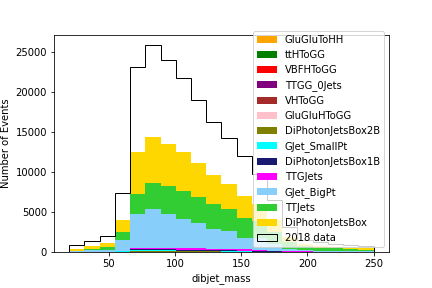 GluGluToHH
ttHToGG
VBFHToGG
TTGG_0Jets
VHToGG
GluGluHToGG
DiPhotonJetsBox2B
GJet_SmallPt
DiPhotonJetsBox1B
TTGJets
GJet_BigPt
TTJets
DiPhotonJetsBox
2018 data
25000
20000
15000
10000
5000
0
Number of Events
50
100
150
200
250
dibjet_mass